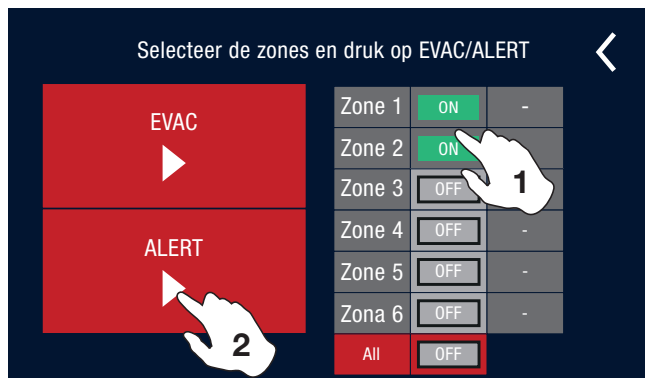 Selecteer de zones en druk op EVAC/ALERT
EVAC
ALERT
Zone 1 ON -
Zone 2 ON
Zone 3 OFF
Zone 4 OFF -
Zone 5 OFF -
Zona 6 OFF -
All OFF
1
2